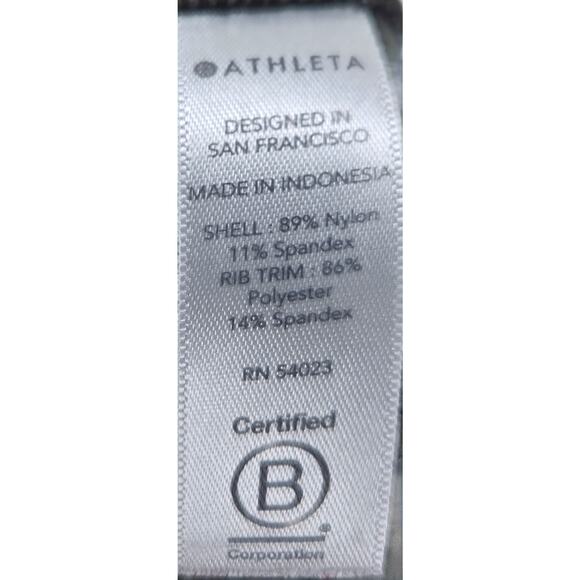 ATHLETA
DESIGNED IN
SAN FRANCISCO
MADE IN INDONESIA
SHELL : 89% Nylon
11% Spandex
RIB TRIM : 86%
Polyester
14% Spandex
RN 54023
Certified
B
Corporation